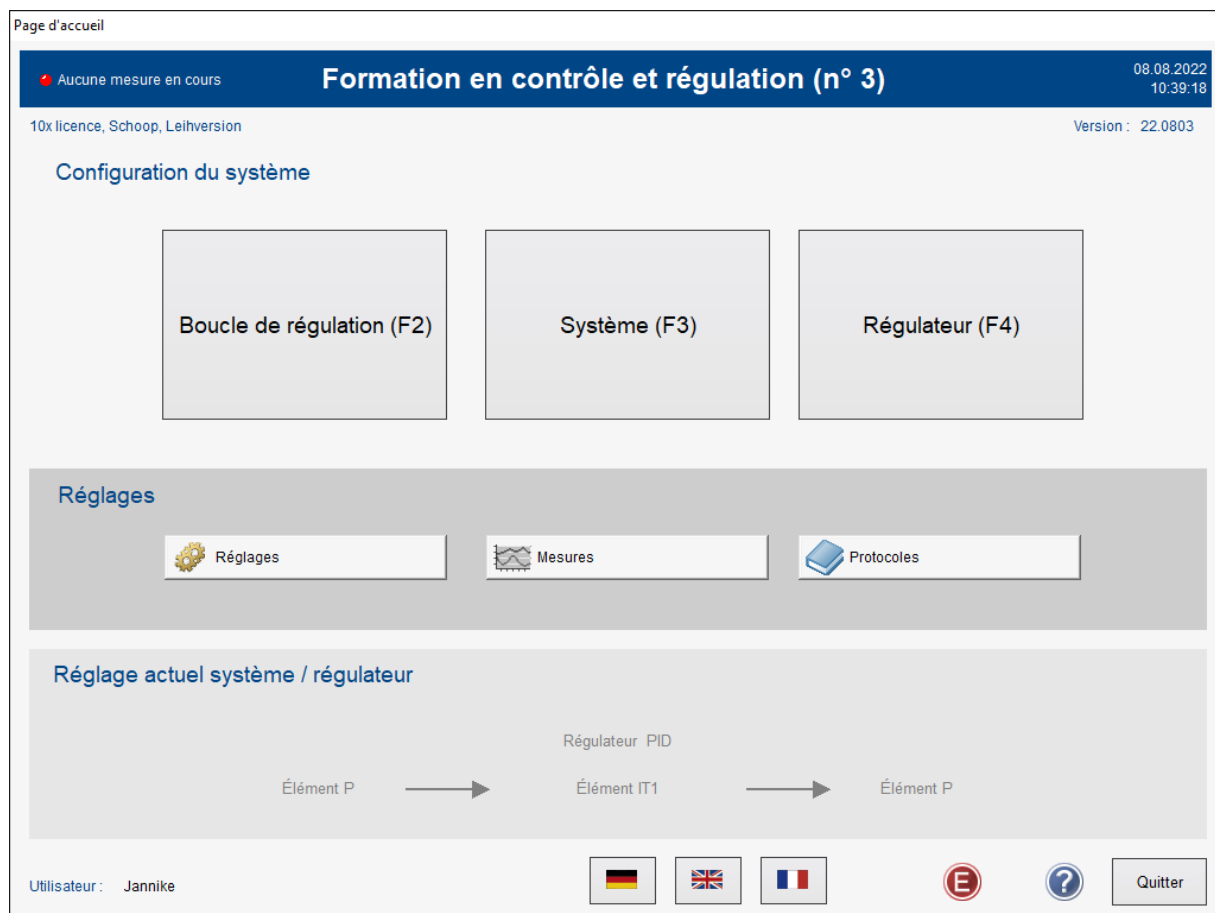 Page d'accueil
Aucune mesure en cours
Formation en contrôle et régulation (n° 3)
08.08.2022
10:39:18
10x licence, Schoop, Leihversion
Version : 22.0803
Configuration du système
Boucle de régulation (F2)
Système (F3)
Régulateur (F4)
Réglages
Réglages
Mesures
Protocoles
Réglage actuel système / régulateur
Régulateur PID
Élément P
Élément IT1
Élément P
Utilisateur : Jannike
E
?
Quitter